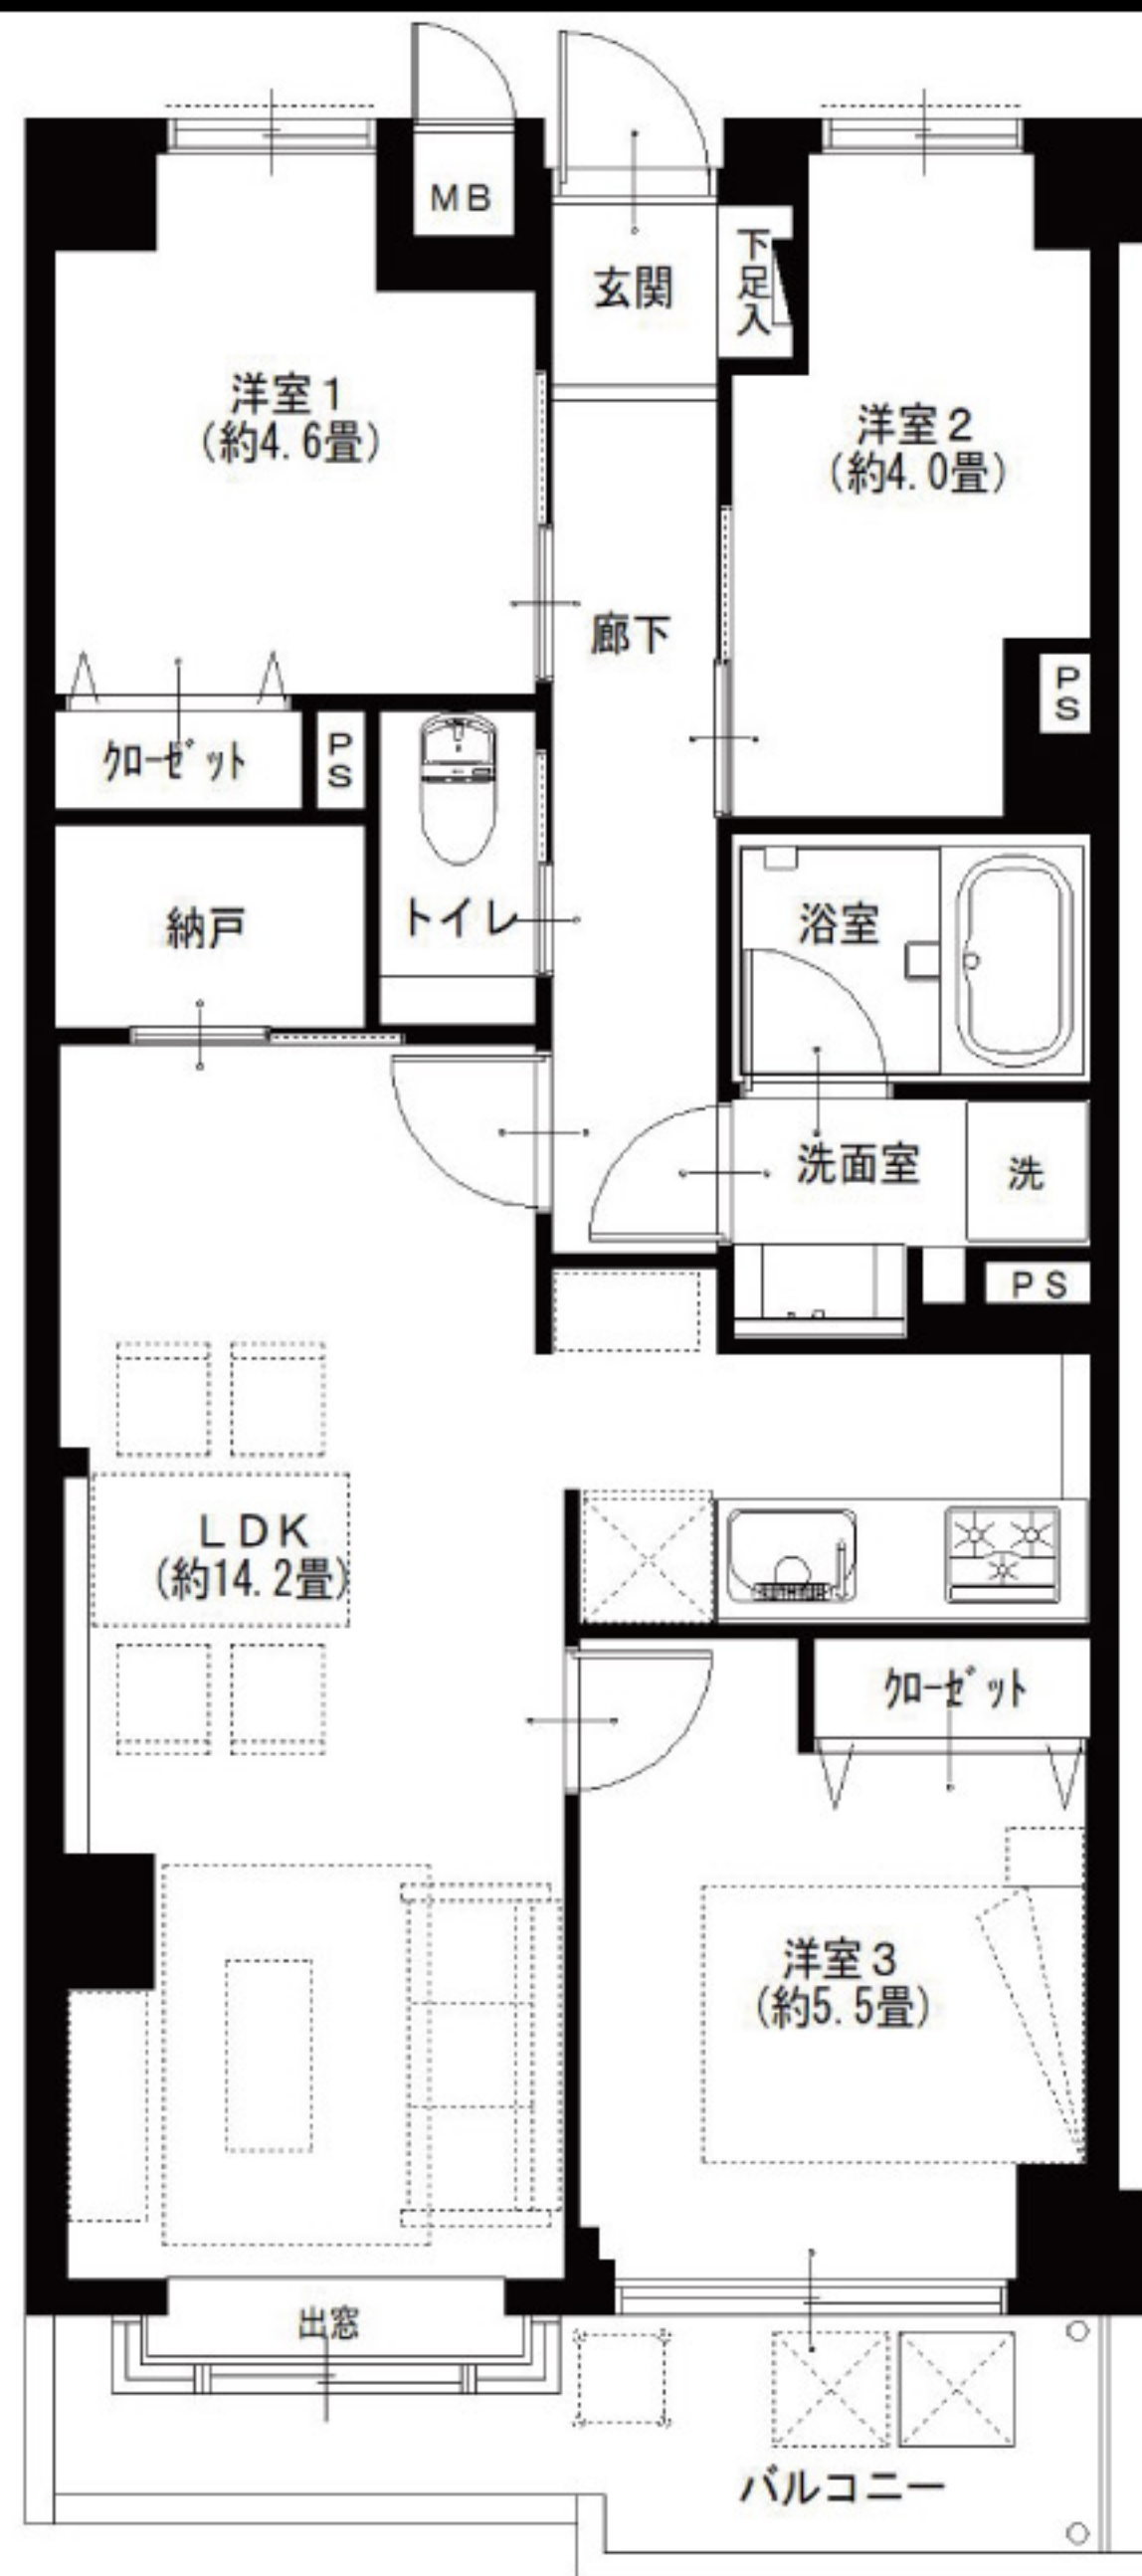 MB
玄関
下足入
洋室1
(約4.6畳)
洋室2
(約4.0畳)
廊下
PS
クローゼット
PS
納戸
トイレ
浴室
洗面室
洗
PS
LDK
(約14.2畳)
クローゼット
洋室3
(約5.5畳)
出窓
バルコニー